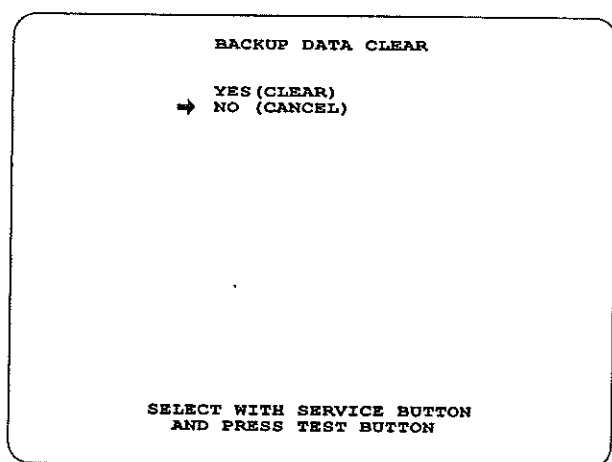 BACKUP DATA CLEAR
YES(CLEAR)
➡ NO (CANCEL)
SELECT WITH SERVICE BUTTON
AND PRESS TEST BUTTON